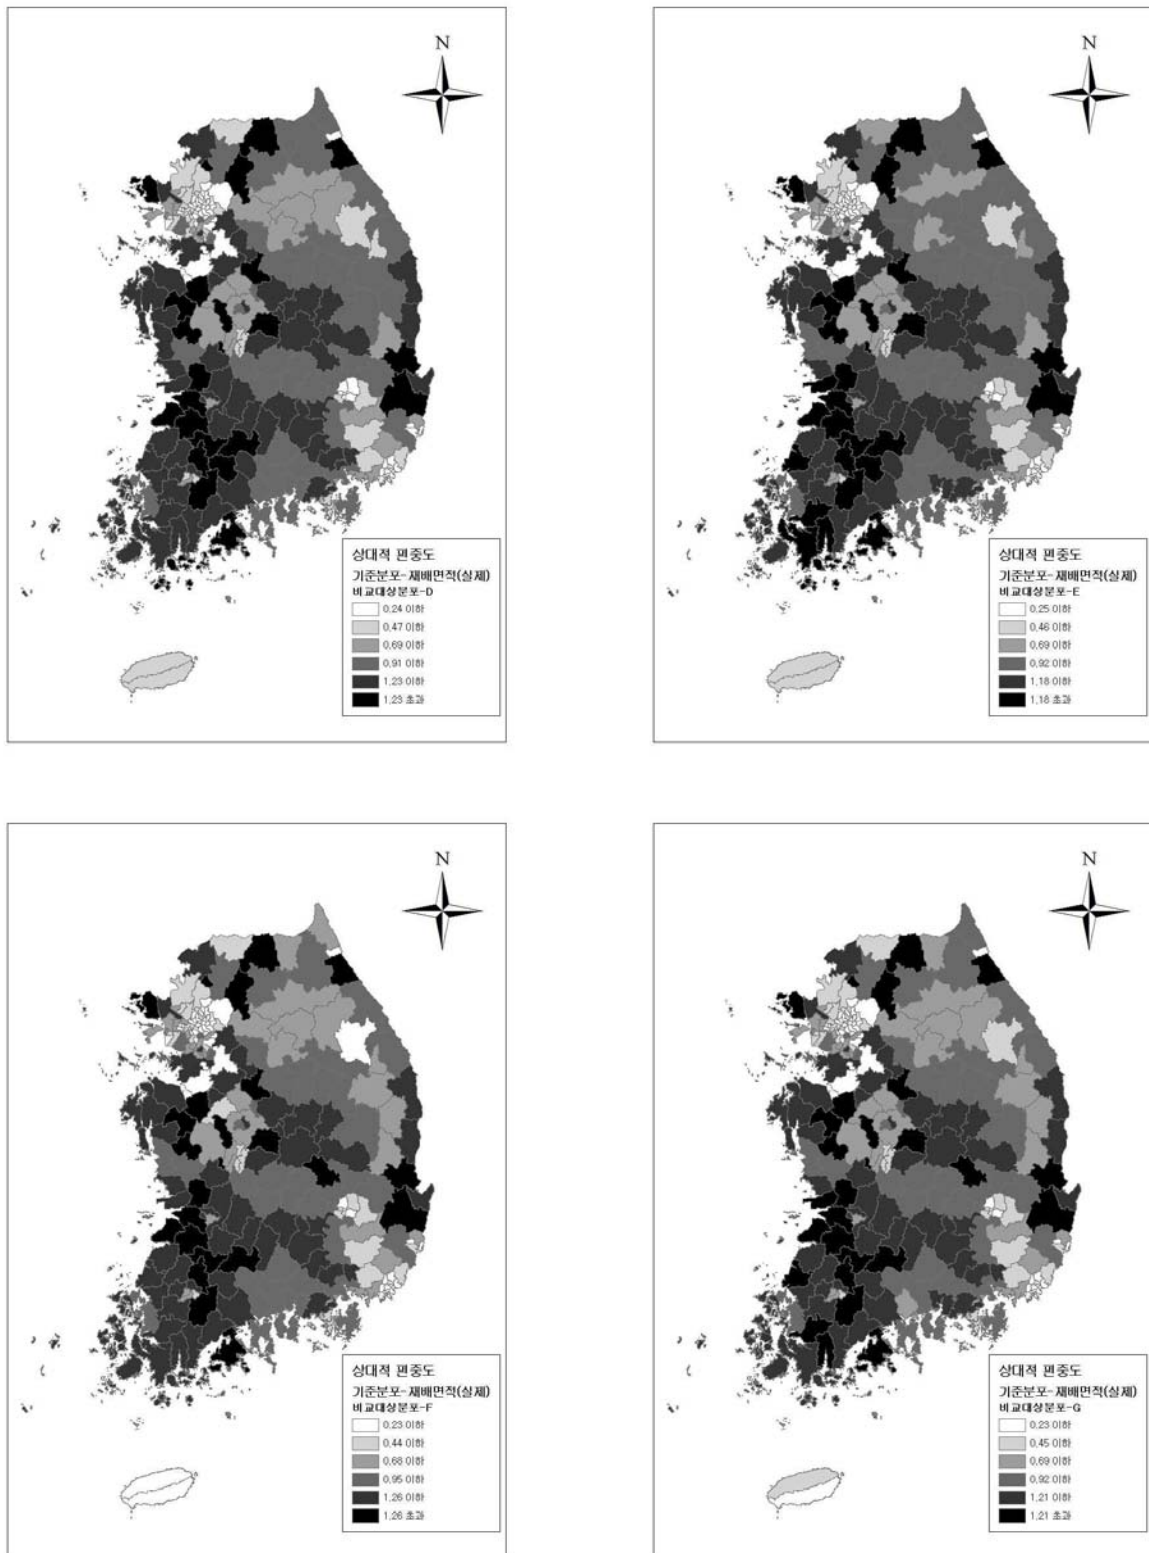 N
상대적 편중도
기준분포-재배면적(실제)
비교대상분포-D
0.24 이하
0.47 이하
0.69 이하
0.91 이하
1.23 이하
1.23 초과
N
상대적 편중도
기준분포-재배면적(실제)
비교대상분포-E
0.25 이하
0.46 이하
0.69 이하
0.92 이하
1.18 이하
1.18 초과
N
상대적 편중도
기준분포-재배면적(실제)
비교대상분포-F
0.23 이하
0.44 이하
0.68 이하
0.95 이하
1.26 이하
1.26 초과
N
상대적 편중도
기준분포-재배면적(실제)
비교대상분포-G
0.23 이하
0.45 이하
0.69 이하
0.92 이하
1.21 이하
1.21 초과